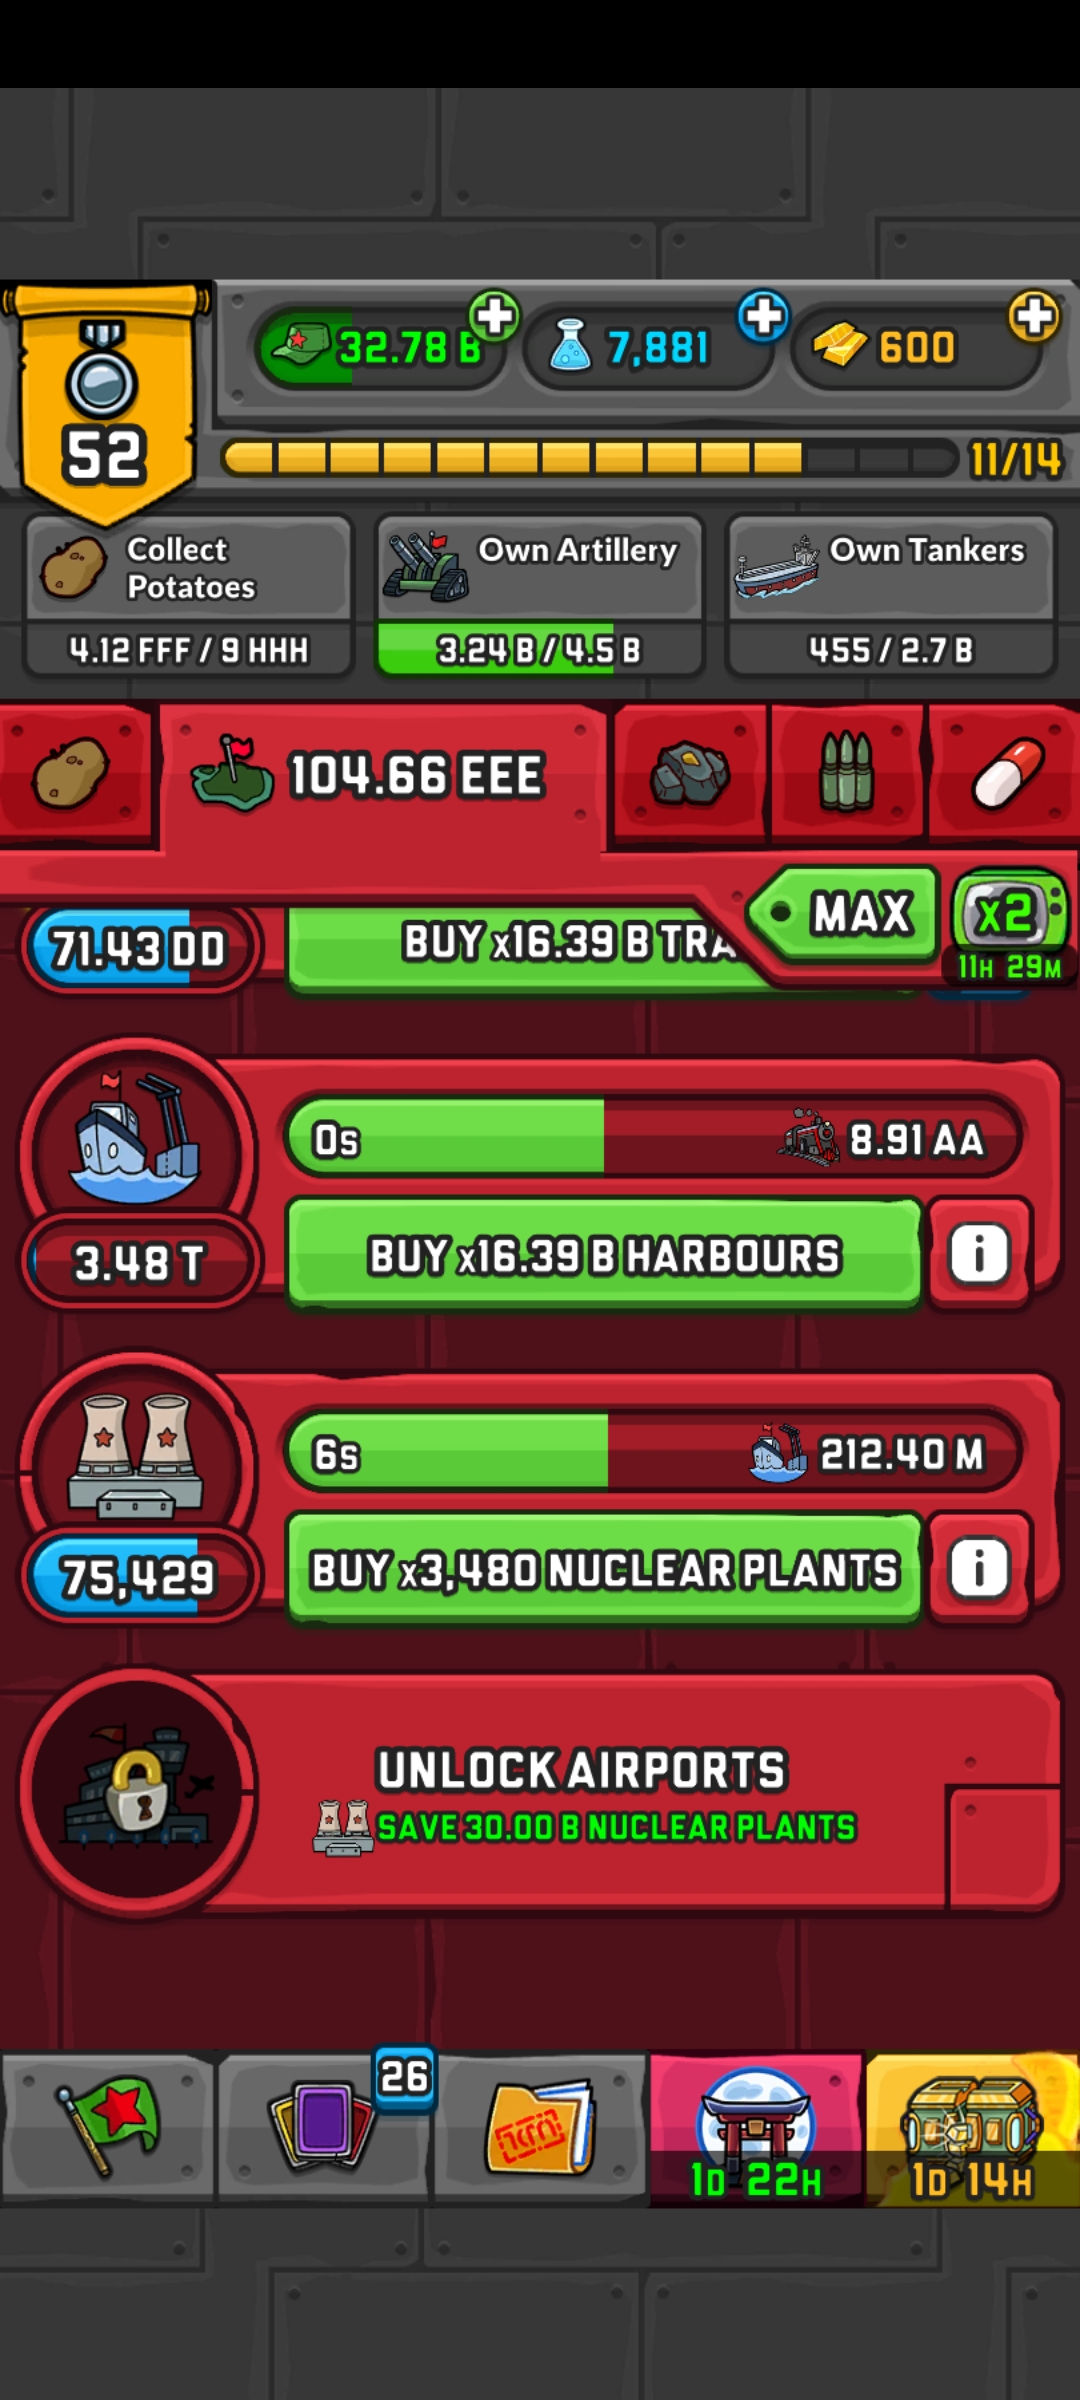 32.78 B
7,881
600
52
11/14
Collect
Potatoes
4.12 FFF / 9 HHH
Own Artillery
3.24 B / 4.5 B
Own Tankers
455 / 2.7 B
104.66 EEE
MAX
x2
11H 29M
71.43 DD
BUY x16.39 B TRA
0s
8.91 AA
3.48 T
BUY x16.39 B HARBOURS
i
6s
212.40 M
75,429
BUY x3,480 NUCLEAR PLANTS
i
UNLOCK AIRPORTS
SAVE 30.00 B NUCLEAR PLANTS
26
1D 22H
1D 14H